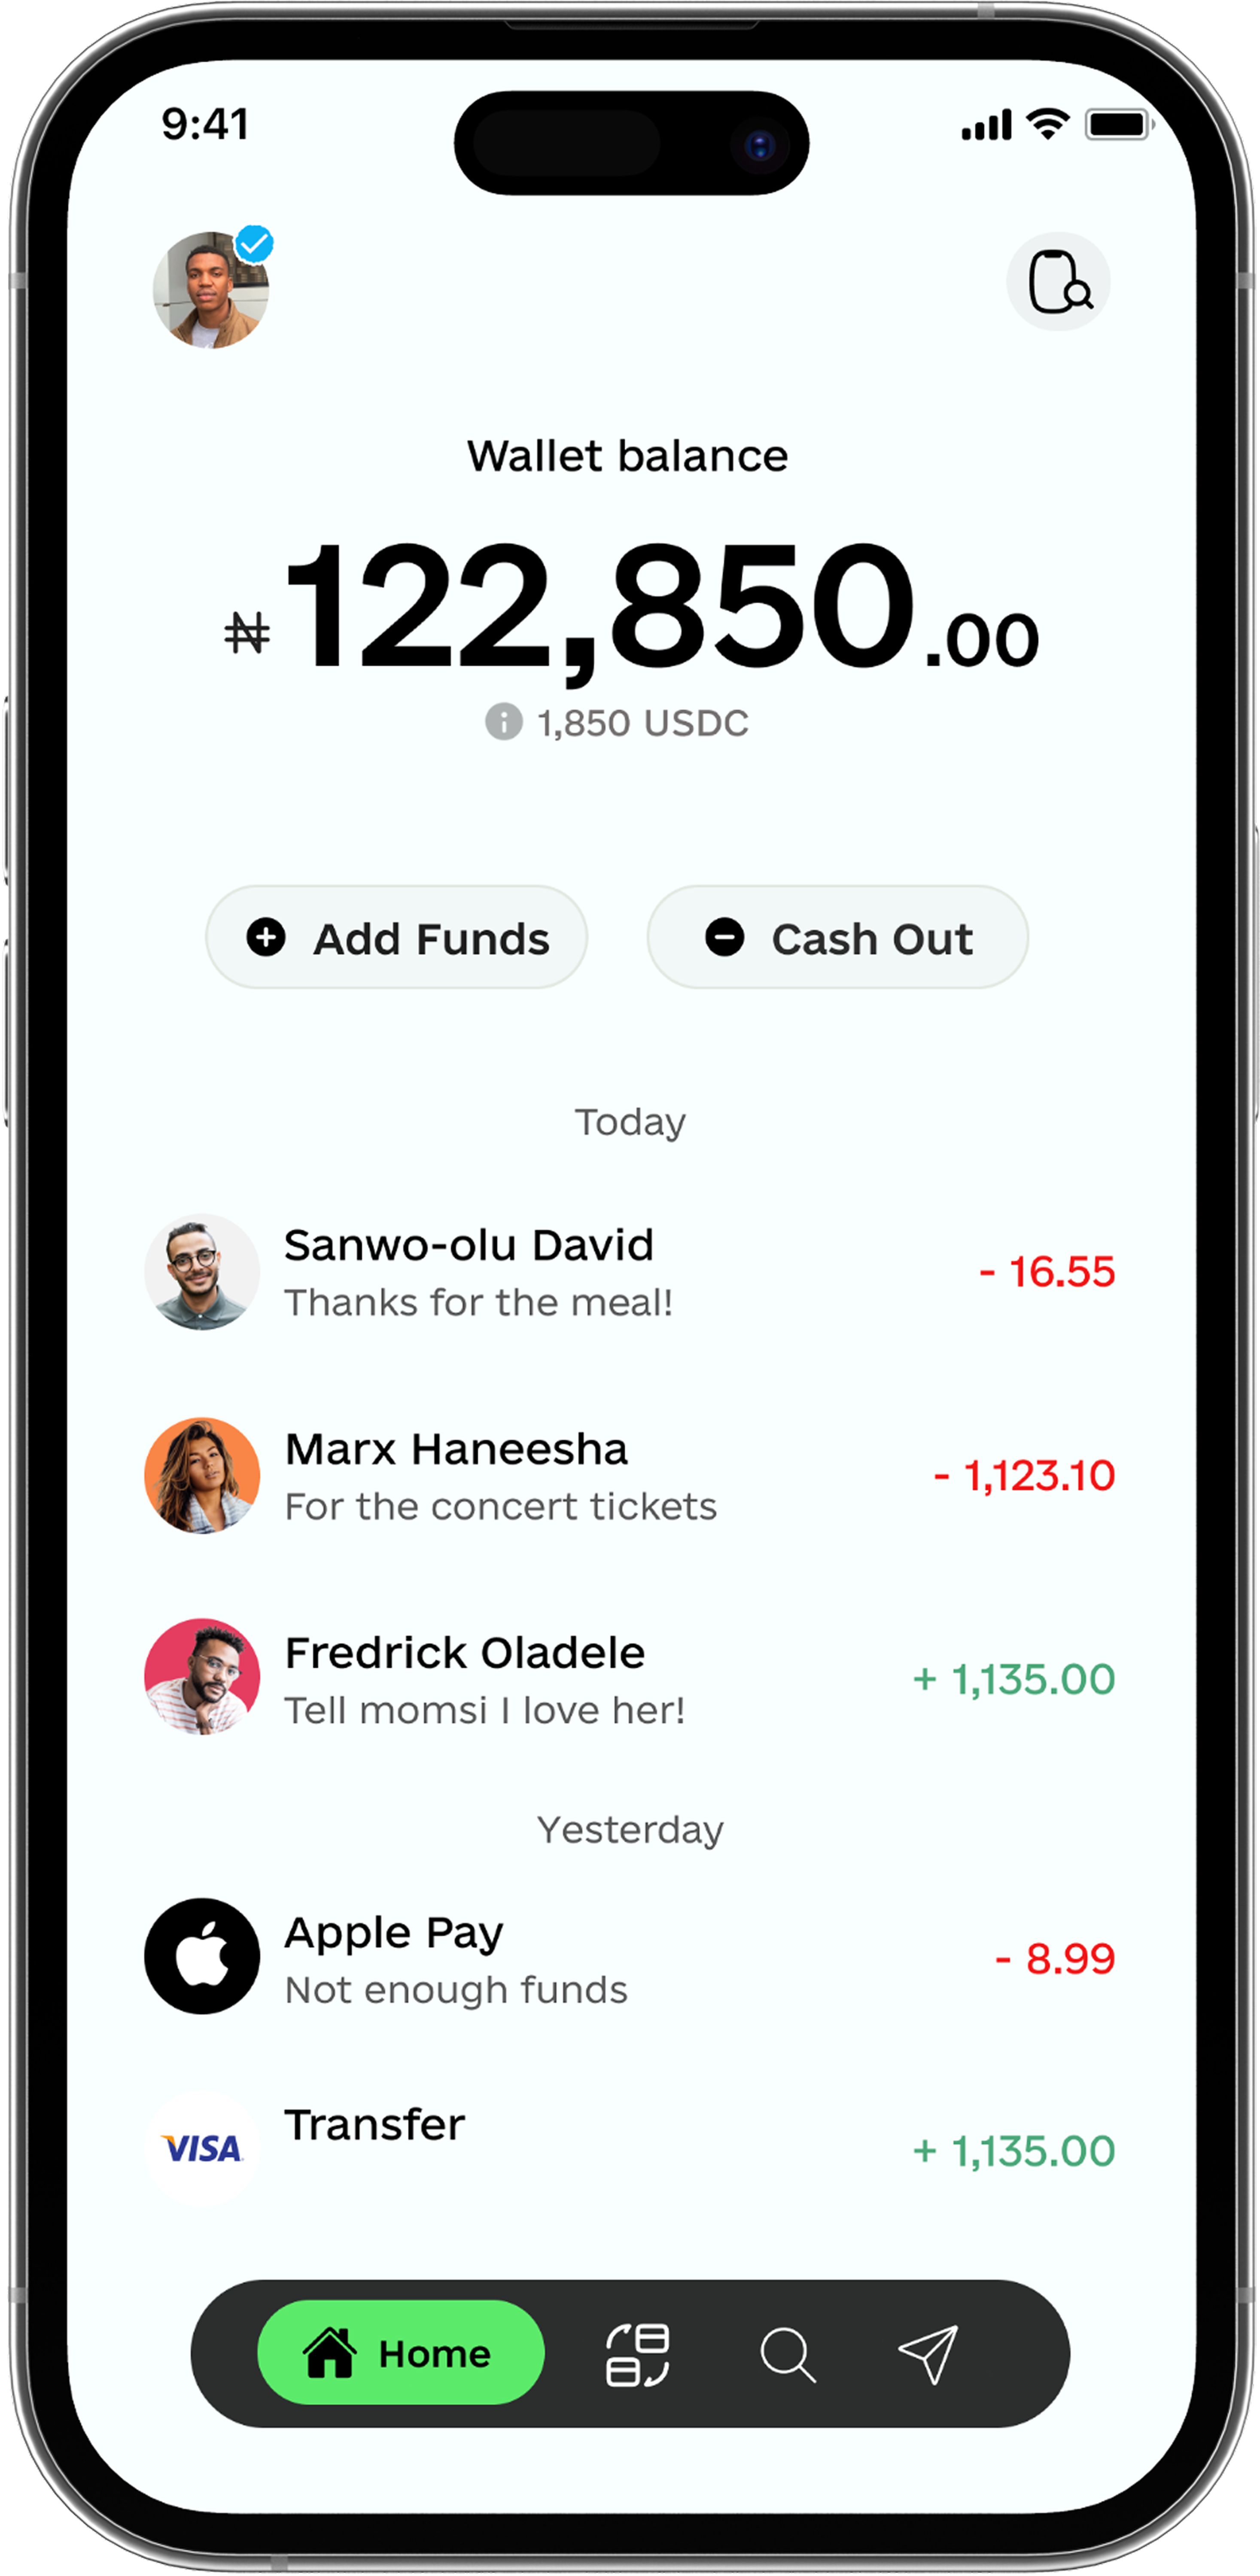 9:41
Wallet balance
₦122,850.00
1,850 USDC
Add Funds
Cash Out
Today
Sanwo-olu David
- 16.55
Thanks for the meal!
Marx Haneesha
- 1,123.10
For the concert tickets
Fredrick Oladele
+ 1,135.00
Tell momsi I love her!
Yesterday
Apple Pay
- 8.99
Not enough funds
VISA
Transfer
+ 1,135.00
Home